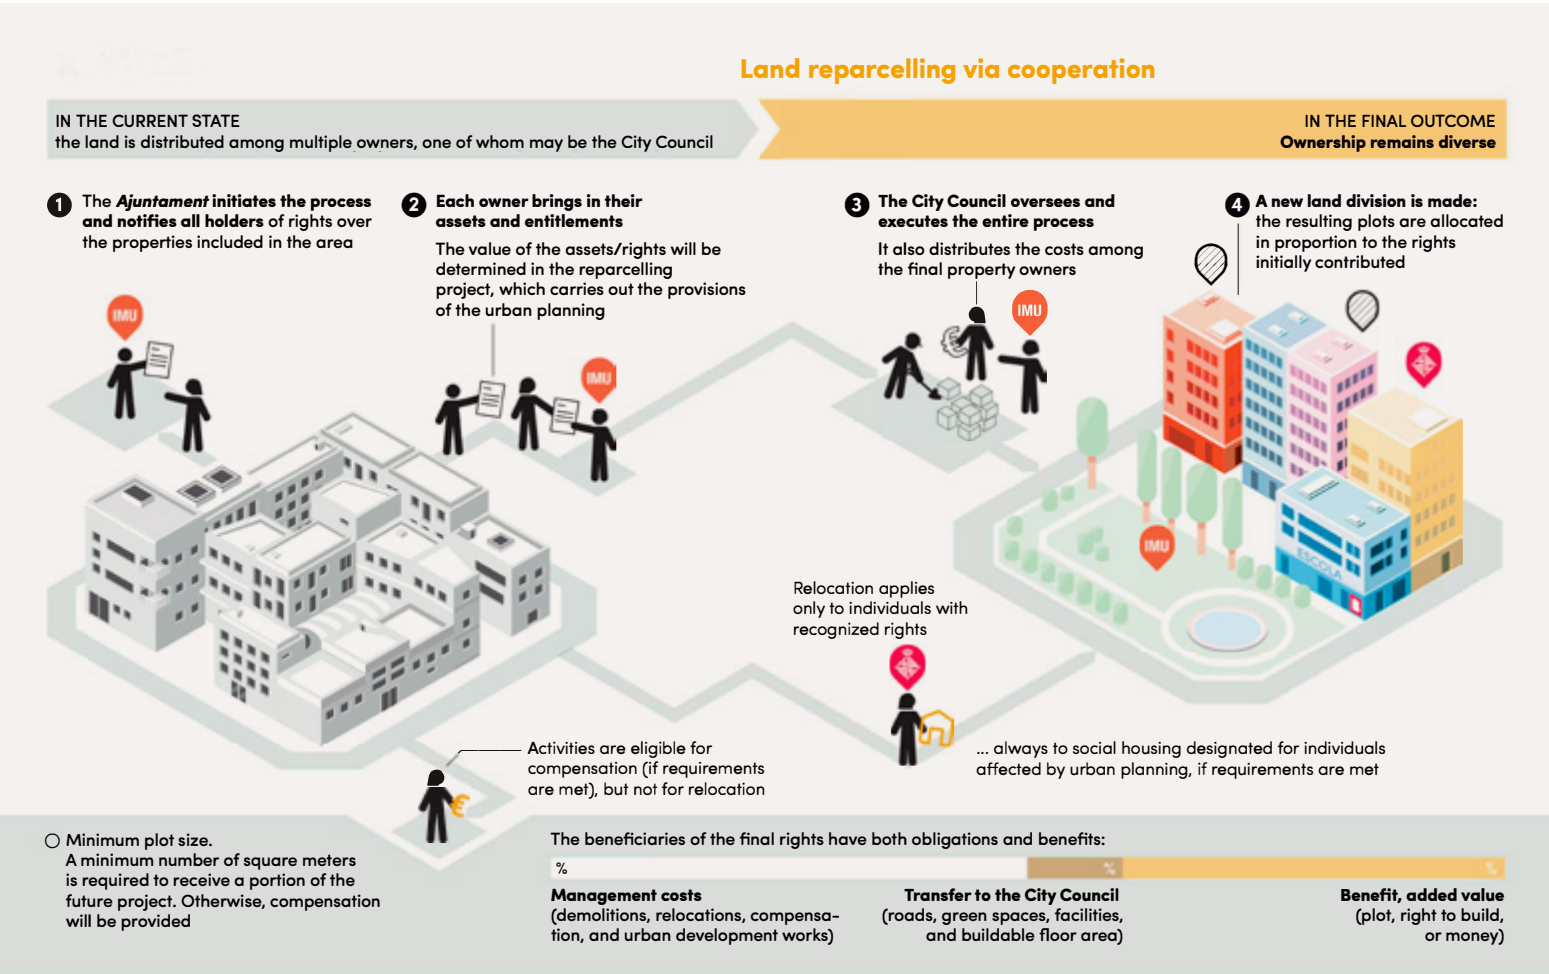 Land reparcelling via cooperation
IN THE CURRENT STATE
the land is distributed among multiple owners, one of whom may be the City Council
IN THE FINAL OUTCOME
Ownership remains diverse
1 The Ajuntament initiates the process
and notifies all holders of rights over
the properties included in the area
2 Each owner brings in their
assets and entitlements
The value of the assets/rights will be
determined in the reparcelling
project, which carries out the provisions
of the urban planning
3 The City Council oversees and
executes the entire process
It also distributes the costs among
the final property owners
4 A new land division is made:
the resulting plots are allocated
in proportion to the rights
initially contributed
IMU
IMU
IMU
€
IMU
ESCOLA
Relocation applies
only to individuals with
recognized rights
... always to social housing designated for individuals
affected by urban planning, if requirements are met
Activities are eligible for
compensation (if requirements
are met), but not for relocation
€
Minimum plot size.
A minimum number of square meters
is required to receive a portion of the
future project. Otherwise, compensation
will be provided
The beneficiaries of the final rights have both obligations and benefits:
% % %
Management costs
(demolitions, relocations, compensa-
tion, and urban development works)
Transfer to the City Council
(roads, green spaces, facilities,
and buildable floor area)
Benefit, added value
(plot, right to build,
or money)